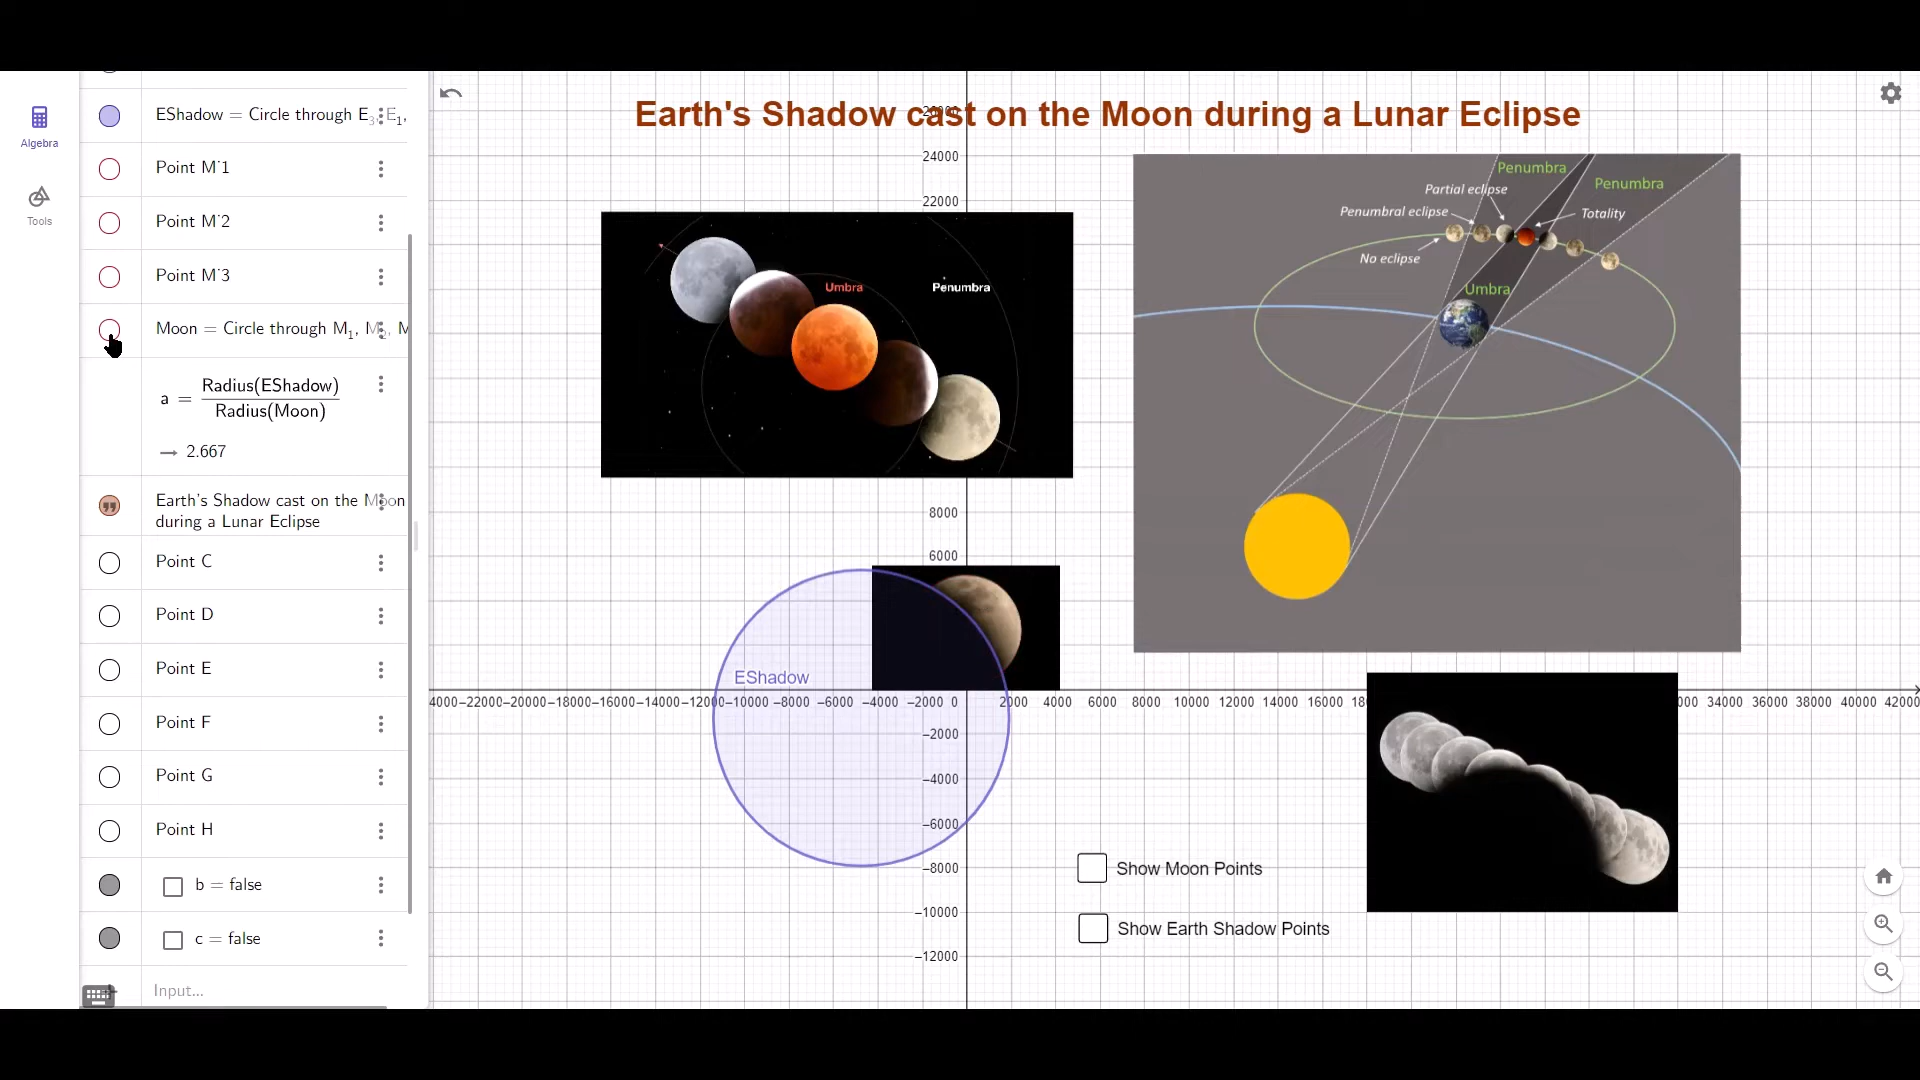 Algebra
Tools
EShadow = Circle through E3, E1,
Point M'1
Point M'2
Point M'3
Moon = Circle through M1, M
a = Radius(EShadow)
Radius(Moon)
→ 2.667
Earth's Shadow cast on the Moon
during a Lunar Eclipse
Point C
Point D
Point E
Point F
Point G
Point H
b = false
c = false
Input...
Earth's Shadow cast on the Moon during a Lunar Eclipse
24000
22000
8000
6000
Umbra
Penumbra
Penumbra
Penumbra
Partial eclipse
Penumbral eclipse
Totality
No eclipse
Umbra
EShadow
−22000 −20000 −18000 −16000 −14000 −10000 −8000 −6000 −4000 −2000 0 2000 4000 6000 8000 10000 12000 14000 16000 34000 36000 38000 40000 42000
−2000
−4000
−6000
−8000
−10000
−12000
Show Moon Points
Show Earth Shadow Points